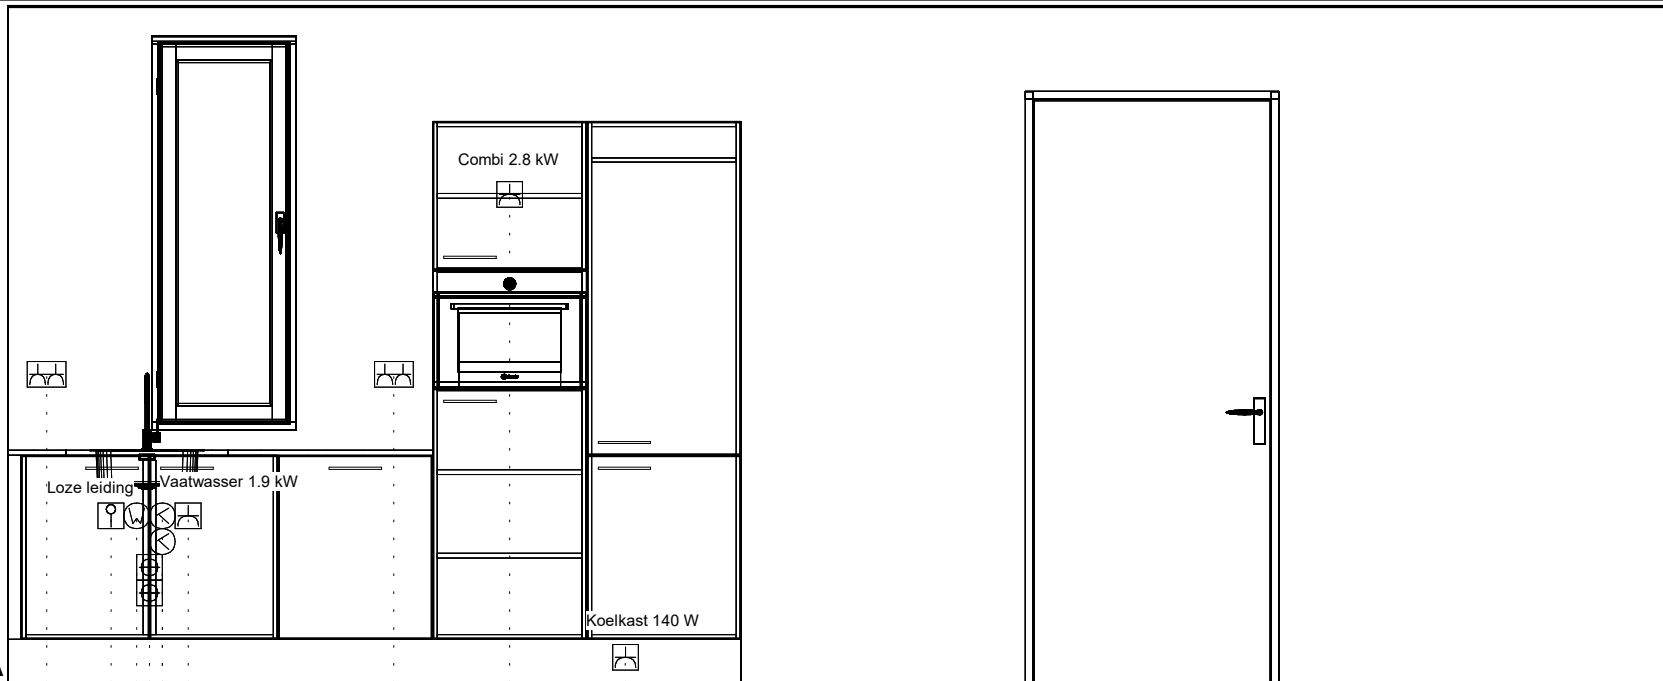 Combi 2.8 kW
Loze leiding
Vaatwasser 1.9 kW
W
K
K
Koelkast 140 W